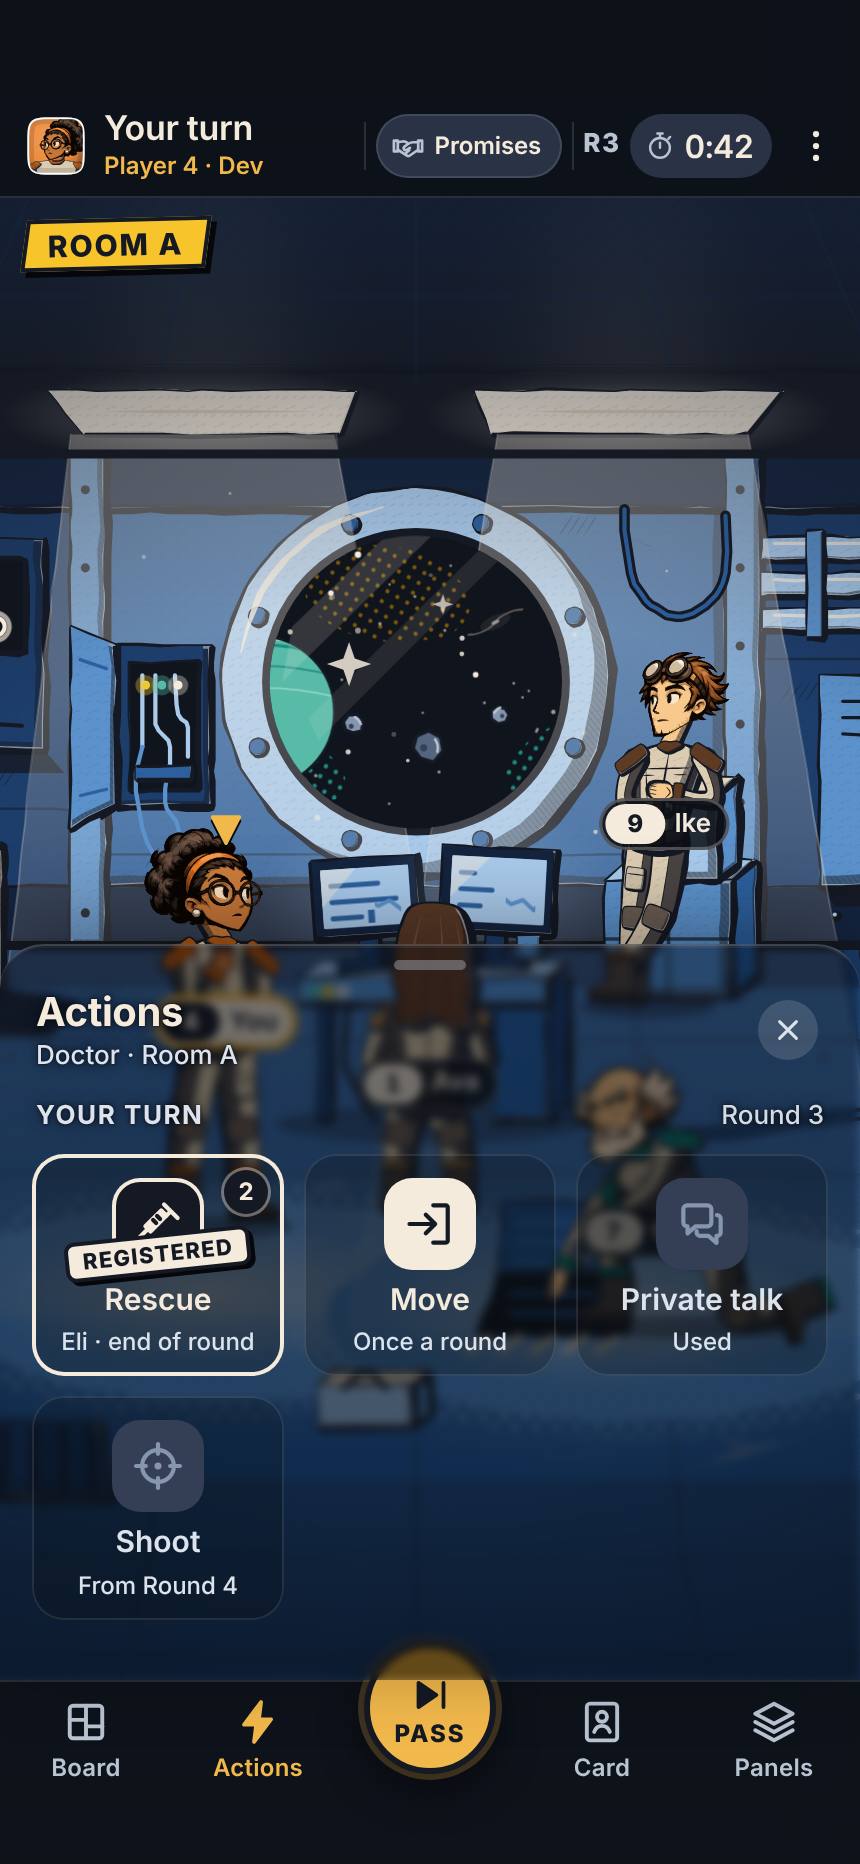 Your turn
Player 4 · Dev
Promises
R3
0:42
ROOM A
9 Ike
Actions
You
Doctor · Room A
Ava
YOUR TURN
Round 3
2
REGISTERED
Rescue
Eli · end of round
Move
Once a round
Private talk
Used
Shoot
From Round 4
PASS
Board
Actions
Card
Panels